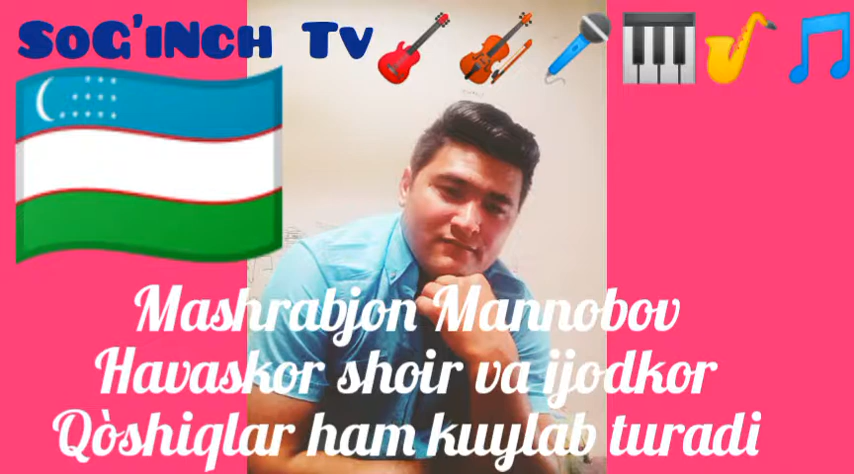 SoG'iNch Tv
Mashrabjon Mannobov
Havaskor shoir va ijodkor
Qòshiqlar ham kuylab turadi